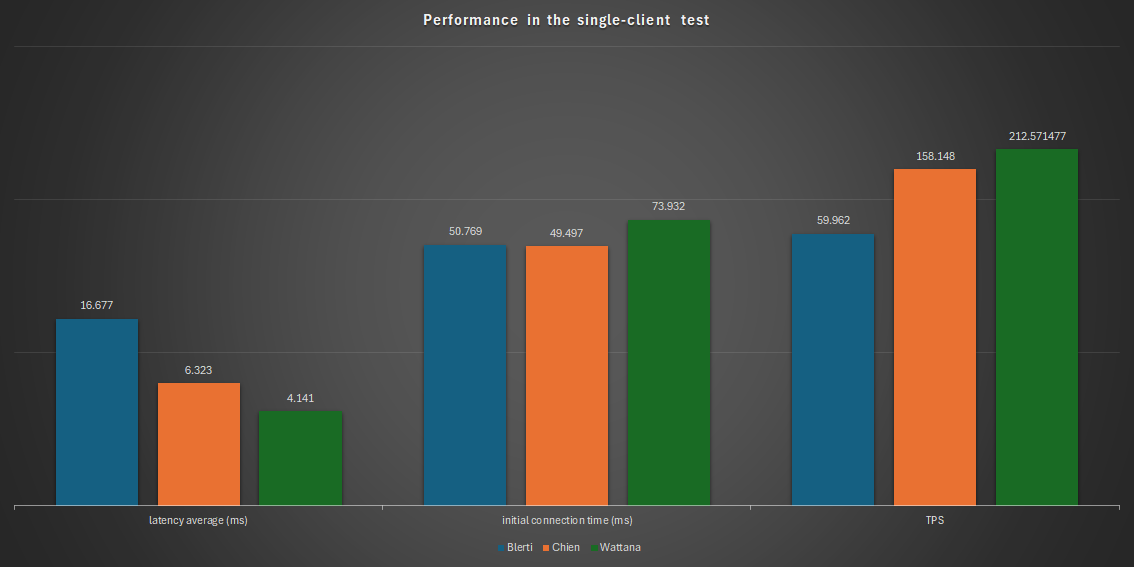 Performance in the single-client test
212.571477
158.148
73.932
59.962
50.769
49.497
16.677
6.323
4.141
latency average (ms)
initial connection time (ms)
TPS
Blerti
Chien
Wattana